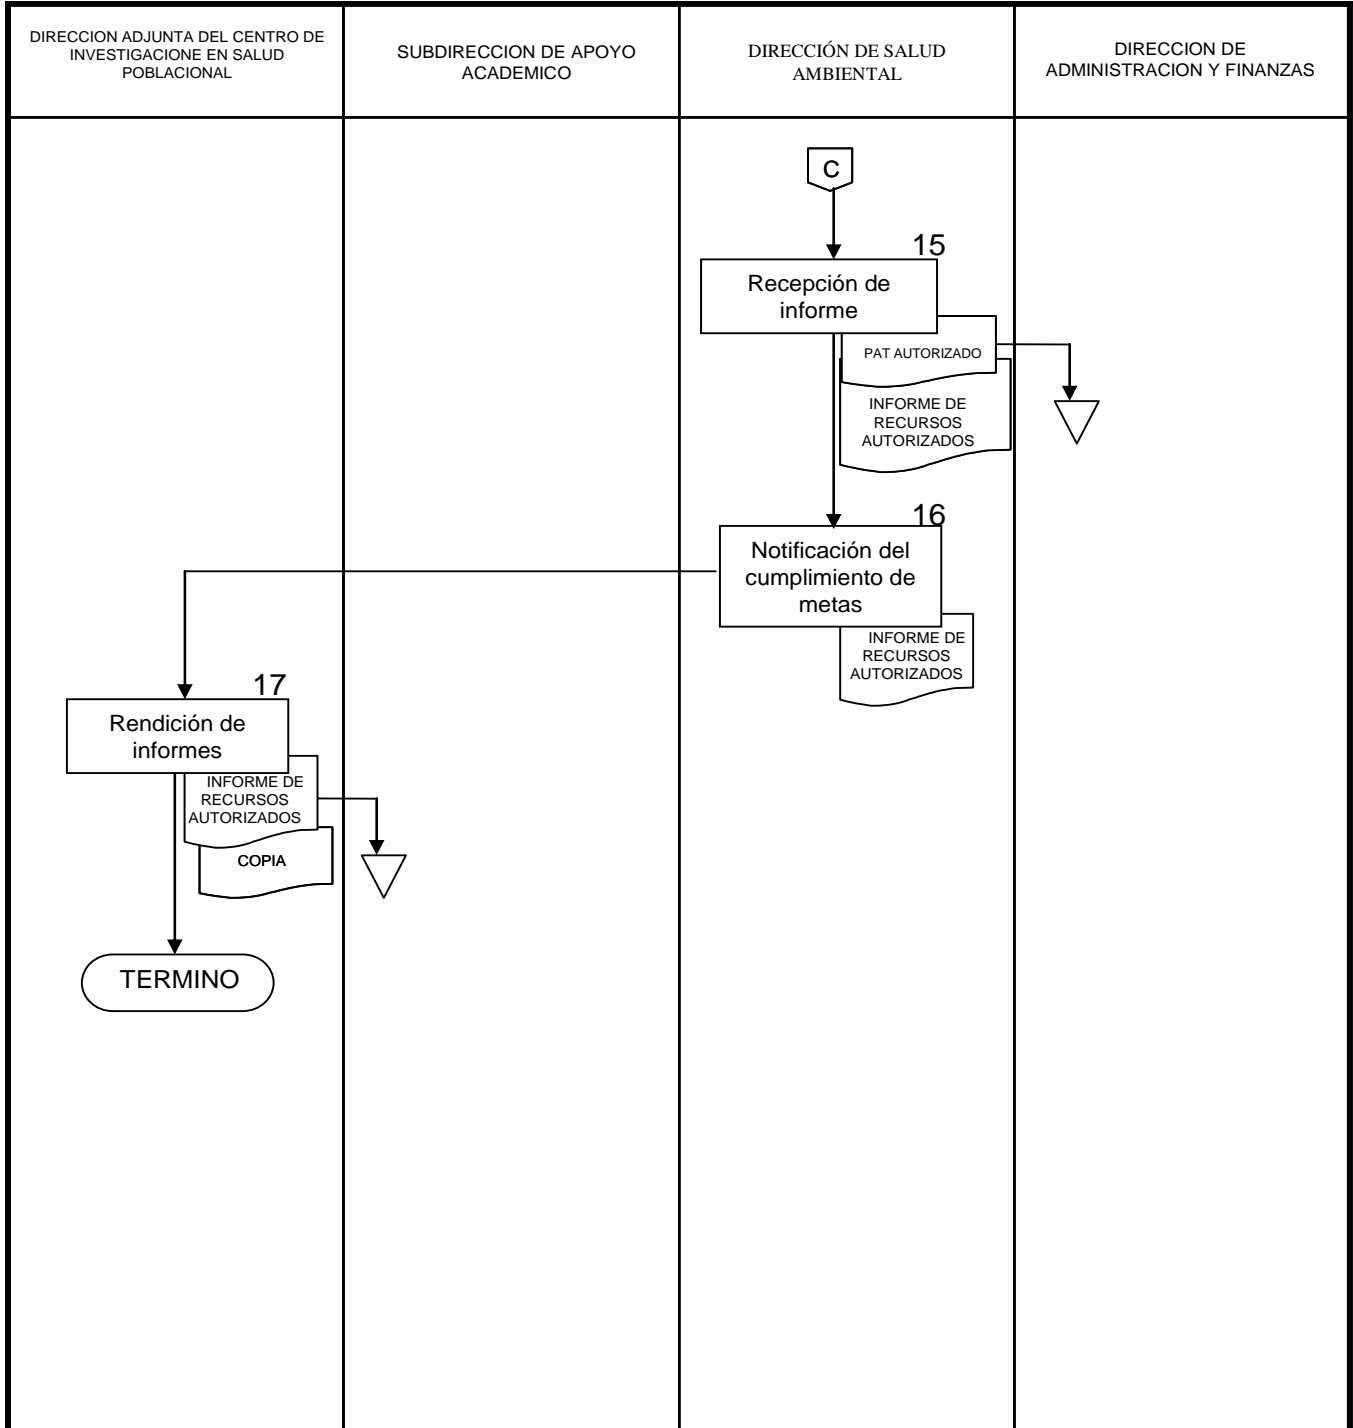 DIRECCION ADJUNTA DEL CENTRO DE
INVESTIGACIONE EN SALUD
POBLACIONAL
SUBDIRECCION DE APOYO
ACADEMICO
DIRECCIÓN DE SALUD
AMBIENTAL
DIRECCION DE
ADMINISTRACION Y FINANZAS
C
15
Recepción de
informe
PAT AUTORIZADO
INFORME DE
RECURSOS
AUTORIZADOS
16
Notificación del
cumplimiento de
metas
INFORME DE
RECURSOS
AUTORIZADOS
17
Rendición de
informes
INFORME DE
RECURSOS
AUTORIZADOS
COPIA
TERMINO